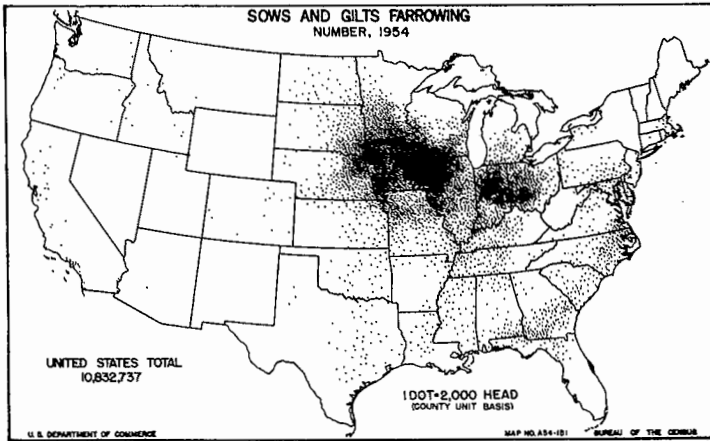 SOWS AND GILTS FARROWING
NUMBER, 1954
UNITED STATES TOTAL
10,832,737
1 DOT=2,000 HEAD
(COUNTY UNIT BASIS)
U. S. DEPARTMENT OF COMMERCE
MAP NO. A54-181
BUREAU OF THE CENSUS